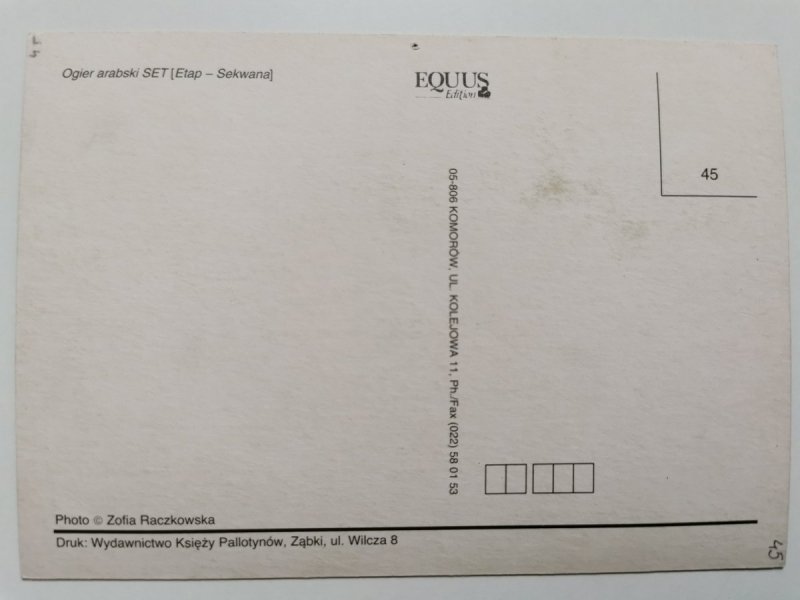 Ogier arabski SET [Etap – Sekwana]
EQUUS
Edition
45
05-806 KOMORÓW, UL. KOLEJOWA 11, Ph./Fax (022) 58 01 53
Photo © Zofia Raczkowska
Druk: Wydawnictwo Księży Pallotynów, Ząbki, ul. Wilcza 8
45